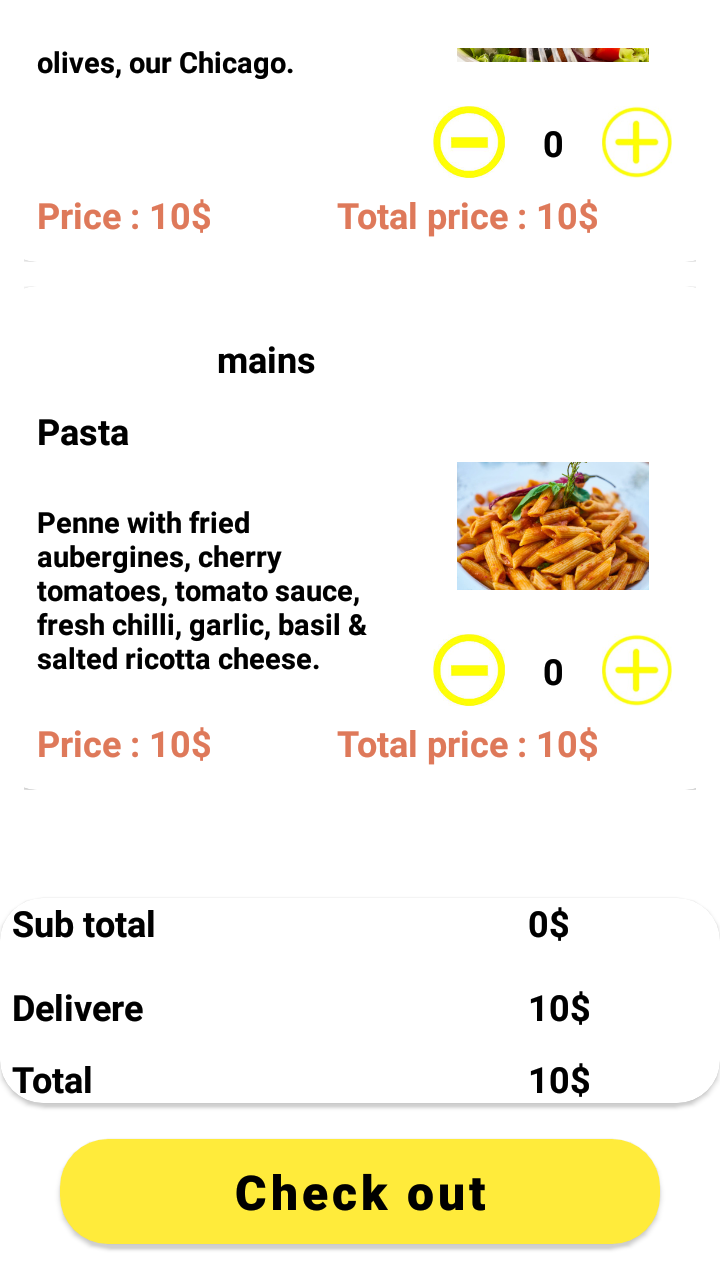 olives, our Chicago.
0
Price : 10$ Total price : 10$
mains
Pasta
Penne with fried
aubergines, cherry
tomatoes, tomato sauce,
fresh chilli, garlic, basil &
salted ricotta cheese.
0
Price : 10$ Total price : 10$
Sub total 0$
Delivere 10$
Total 10$
Check out